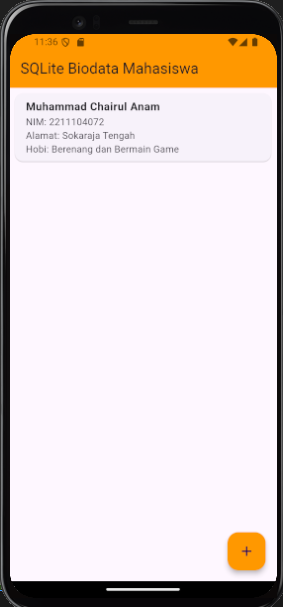 11:36
SQLite Biodata Mahasiswa
Muhammad Chairul Anam
NIM: 2211104072
Alamat: Sokaraja Tengah
Hobi: Berenang dan Bermain Game
+